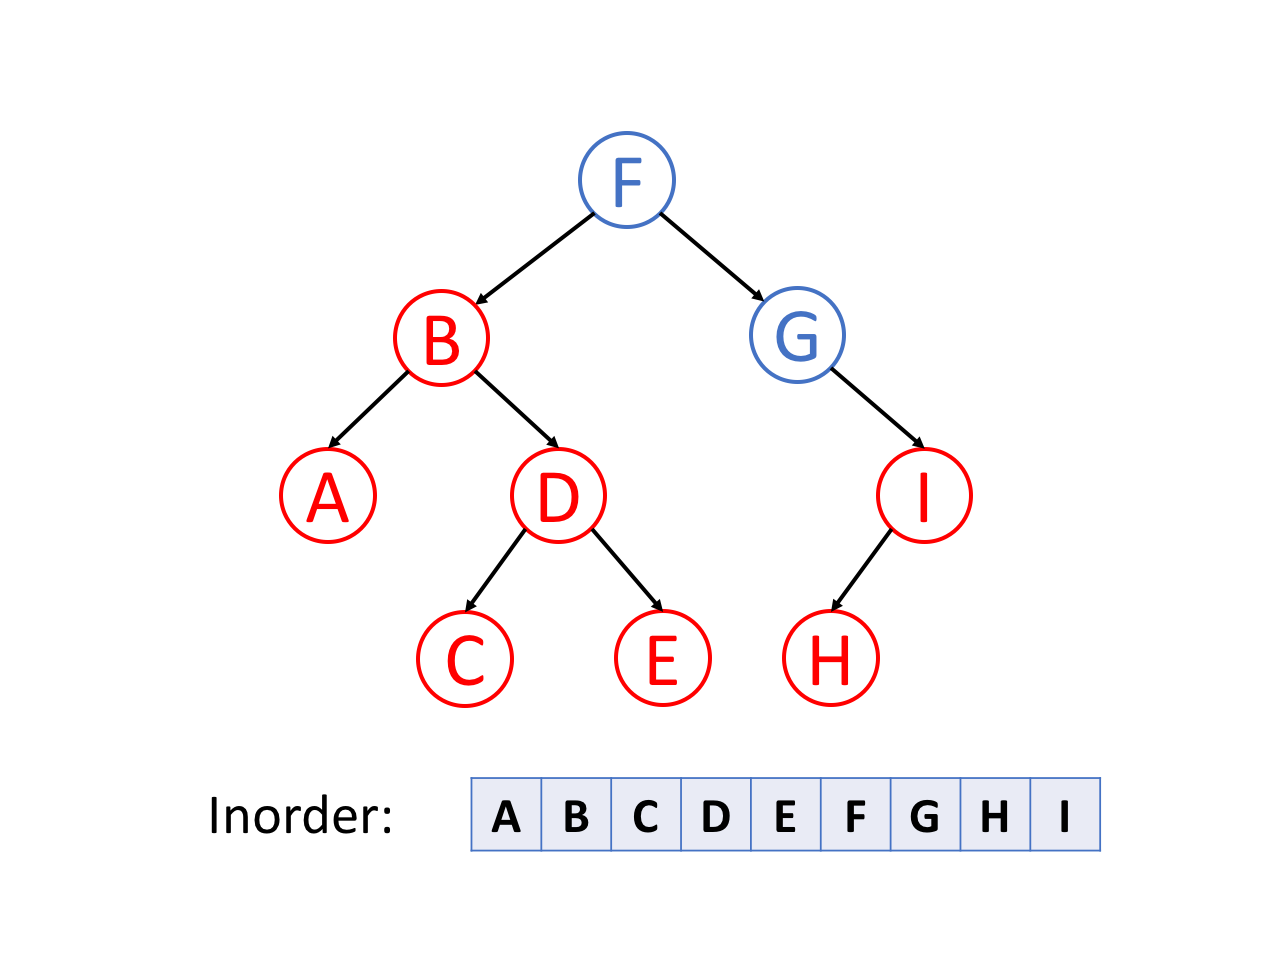 F
B G
A D I
C E H
Inorder: A B C D E F G H I